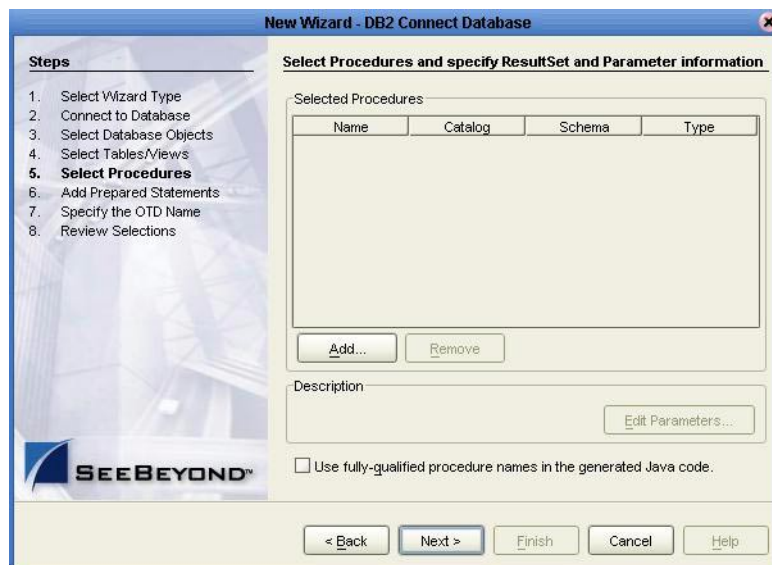 New Wizard - DB2 Connect Database
Steps
1. Select Wizard Type
2. Connect to Database
3. Select Database Objects
4. Select Tables/Views
5. Select Procedures
6. Add Prepared Statements
7. Specify the OTD Name
8. Review Selections
SEEBEYOND™
Select Procedures and specify ResultSet and Parameter information
Selected Procedures
Name Catalog Schema Type
Add... Remove
Description
Edit Parameters...
Use fully-qualified procedure names in the generated Java code.
< Back Next > Finish Cancel Help